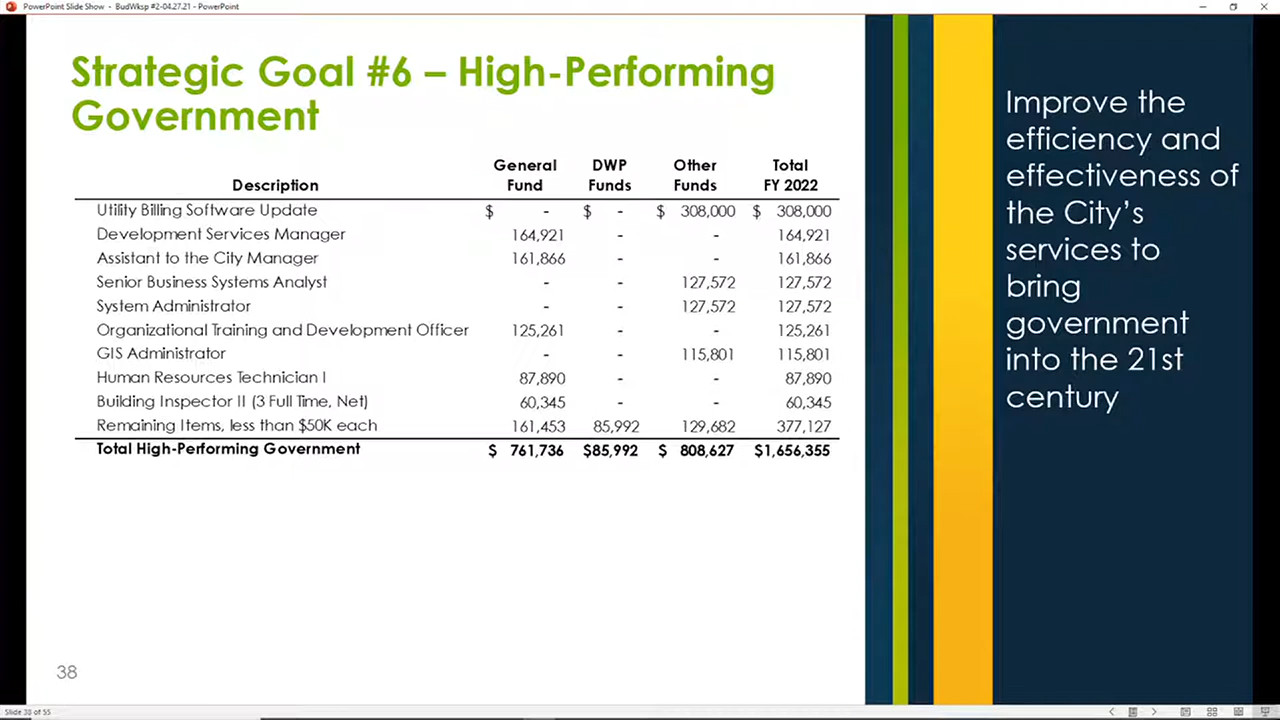 PowerPoint Slide Show - BudWksp #2-04.27.21 - PowerPoint
Strategic Goal #6 – High-Performing
Government
General DWP Other Total
Description Fund Funds Funds FY 2022
Utility Billing Software Update $ - $ - $ 308,000 $ 308,000
Development Services Manager 164,921 - - 164,921
Assistant to the City Manager 161,866 - - 161,866
Senior Business Systems Analyst - - 127,572 127,572
System Administrator - - 127,572 127,572
Organizational Training and Development Officer 125,261 - - 125,261
GIS Administrator - - 115,801 115,801
Human Resources Technician I 87,890 - - 87,890
Building Inspector II (3 Full Time, Net) 60,345 - - 60,345
Remaining Items, less than $50K each 161,453 85,992 129,682 377,127
Total High-Performing Government $ 761,736 $85,992 $ 808,627 $1,656,355
Improve the
efficiency and
effectiveness of
the City's
services to
bring
government
into the 21st
century
38
Slide 38 of 55